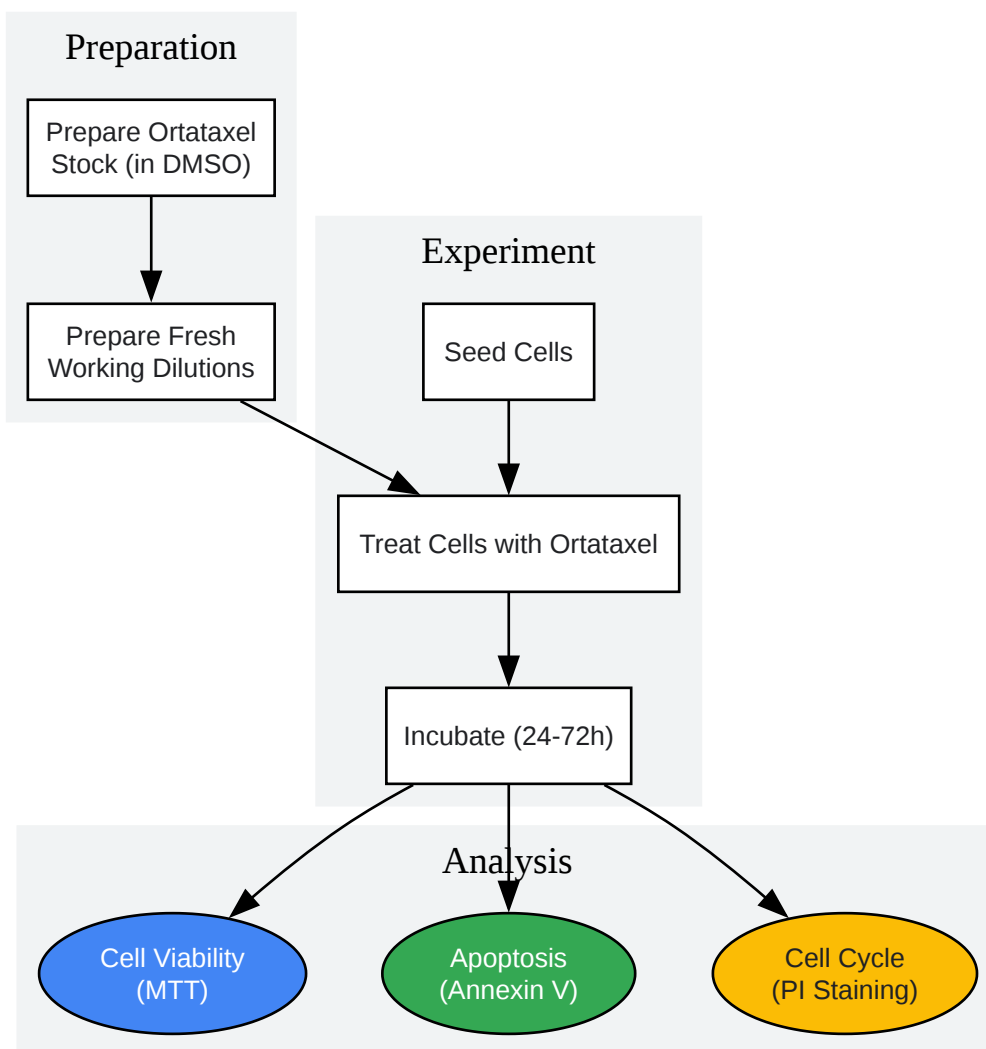 Preparation
Prepare Ortataxel
Stock (in DMSO)
Prepare Fresh
Working Dilutions
Experiment
Seed Cells
Treat Cells with Ortataxel
Incubate (24-72h)
Analysis
Cell Viability
(MTT)
Apoptosis
(Annexin V)
Cell Cycle
(PI Staining)